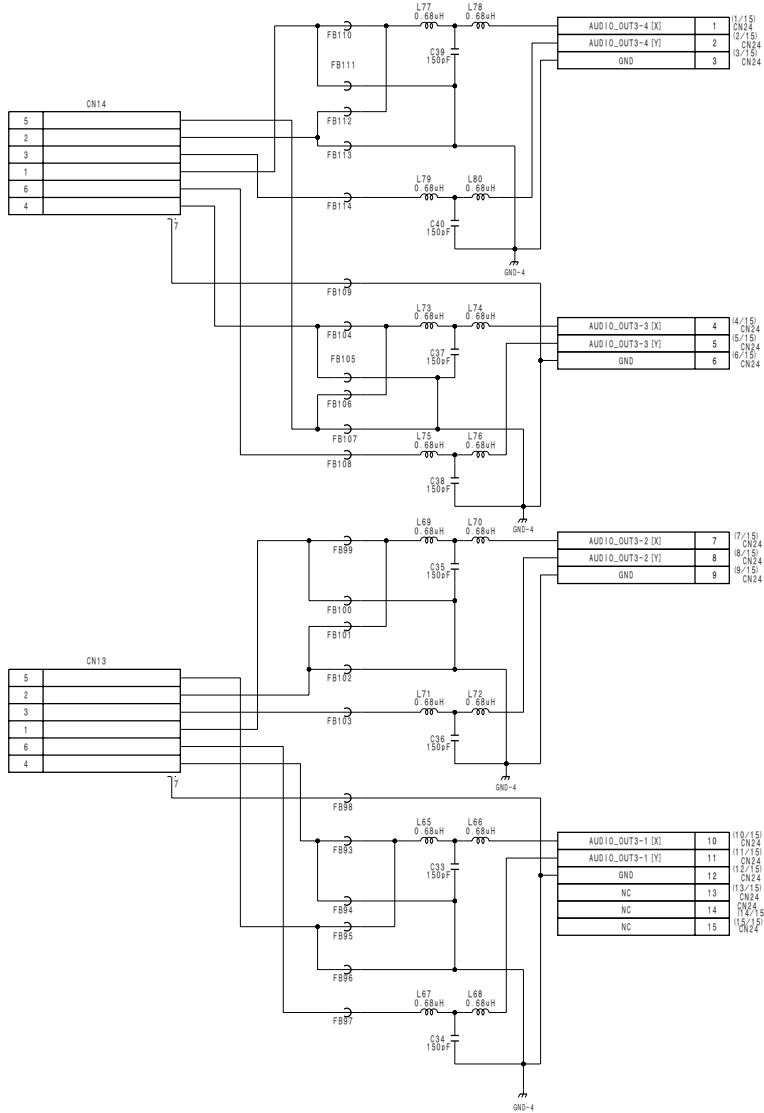 L77 L78
0.68uH 0.68uH
AUDIO_OUT3-4 [X] 1 (1/15) CN24
FB110
AUDIO_OUT3-4 [Y] 2 (2/15) CN24
C39
150pF
GND 3 (3/15) CN24
FB111
CN14
FB112
5
2
FB113
3
1
L79 L80
0.68uH 0.68uH
6
FB114
4
C40
150pF
7
GND-4
FB109
L73 L74
0.68uH 0.68uH
AUDIO_OUT3-3 [X] 4 (4/15) CN24
FB104
AUDIO_OUT3-3 [Y] 5 (5/15) CN24
C37
150pF
FB105
GND 6 (6/15) CN24
FB106
FB107
L75 L76
0.68uH 0.68uH
FB108
C38
150pF
GND-4
L69 L70
0.68uH 0.68uH
AUDIO_OUT3-2 [X] 7 (7/15) CN24
FB99
AUDIO_OUT3-2 [Y] 8 (8/15) CN24
C35
150pF
GND 9 (9/15) CN24
FB100
FB101
CN13
FB102
5
2
L71 L72
0.68uH 0.68uH
3
FB103
1
C36
150pF
6
4
7
GND-4
FB98
L65 L66
0.68uH 0.68uH
AUDIO_OUT3-1 [X] 10 (10/15) CN24
FB93
AUDIO_OUT3-1 [Y] 11 (11/15) CN24
C33
150pF
GND 12 (12/15) CN24
NC 13 (13/15) CN24
FB94
NC 14 CN24 (14/15
NC 15 (15/15) CN24
FB95
FB96
L67 L68
0.68uH 0.68uH
FB97
C34
150pF
GND-4